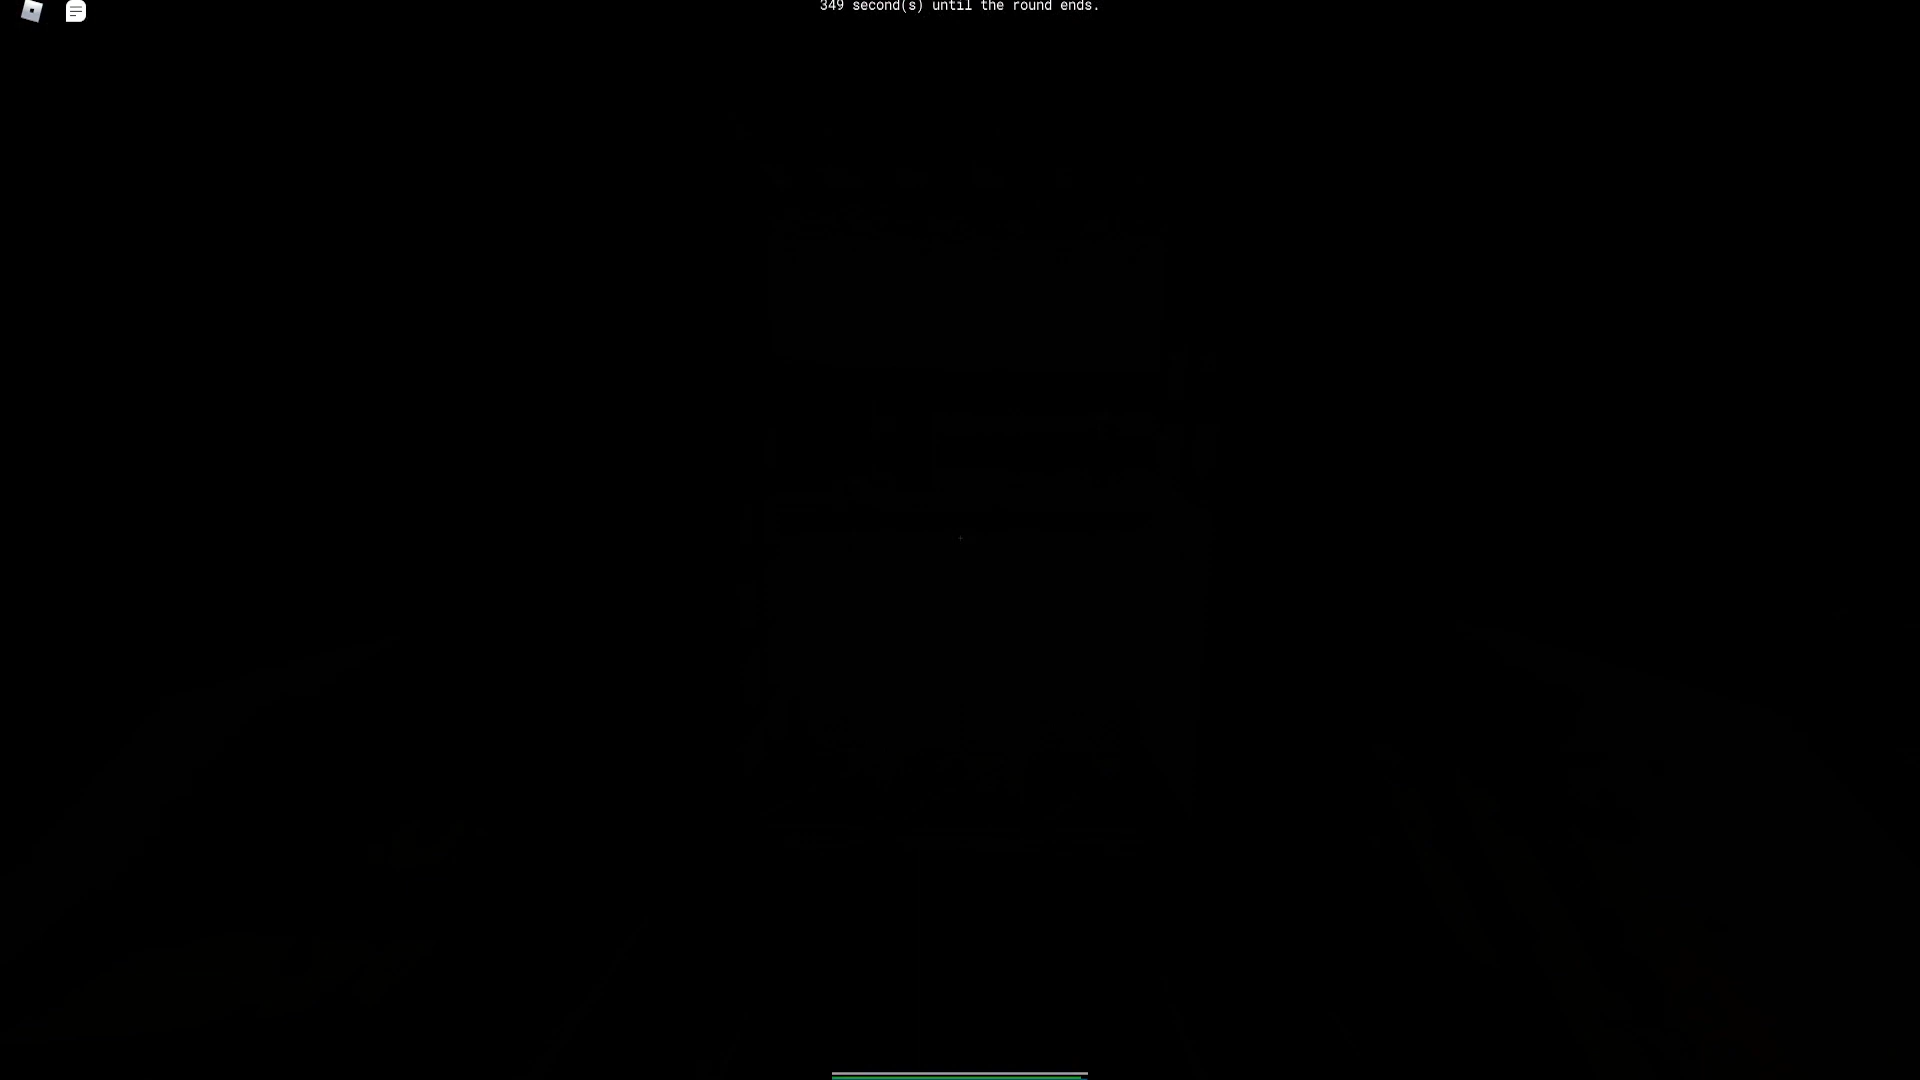 349 second(s) until the round ends.